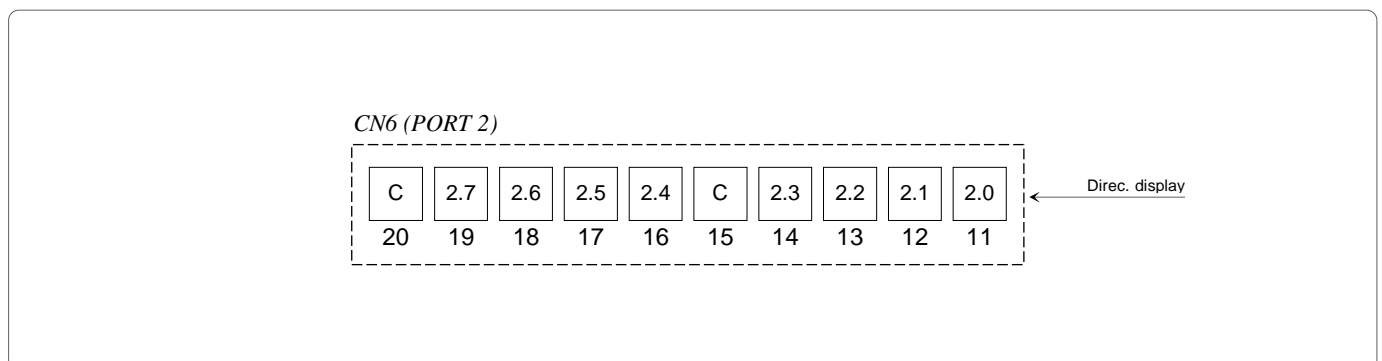 CN6 (PORT 2)
C 2.7 2.6 2.5 2.4 C 2.3 2.2 2.1 2.0
Direc. display
20 19 18 17 16 15 14 13 12 11